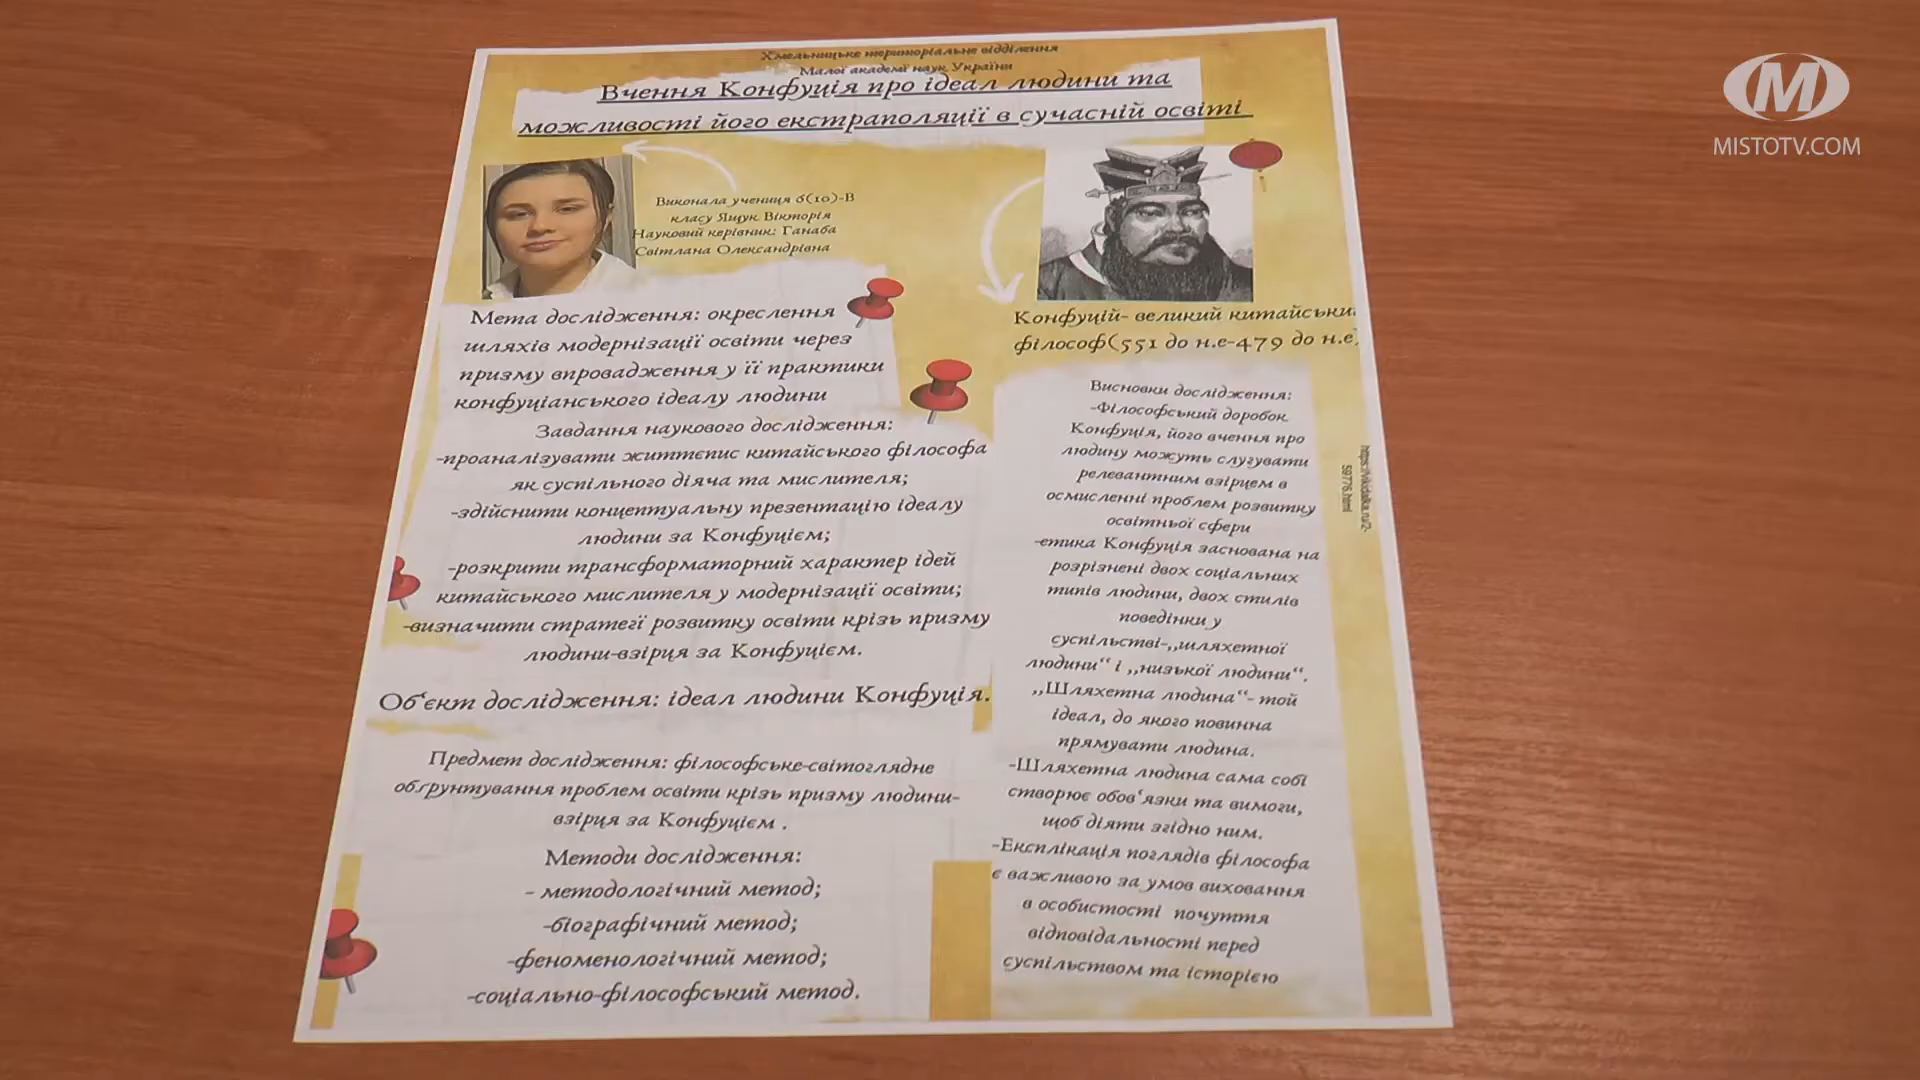 Хмельницьке територіальне відділення
Малої академї наук України
Вчення Конфуція про ідеал людини та
можливості його екстраполяції в сучасній освіті
Виконала учениця 6(10)-В
класу Ящук Вікторія
Науковий керівник: Ганаба
Світлана Олександрівна
Мета дослідження: окреслення
шляхів модернізації освіти через
призму впровадження у її практики
конфуціанського ідеалу людини
Завдання наукового дослідження:
-проаналізувати життєпис китайського філософа
як суспільного діяча та мислителя;
-здійснити концептуальну презентацію ідеалу
людини за Конфуцієм;
-розкрити трансформаторний характер ідей
китайського мислителя у модернізації освіти;
-визначити стратегї розвитку освіти крізь призму
людини-взірця за Конфуцієм.
Об'єкт дослідження: ідеал людини Конфуція.
Предмет дослідження: філософське-світоглядне
обґрунтування проблем освіти крізь призму людини-
взірця за Конфуцієм .
Методи дослідження:
- методологічний метод;
-біографічний метод;
-феноменологічний метод;
-соціально-філософський метод.
Конфуцій- великий китайськи
філософ(551 до н.е-479 до н.е)
Висновки дослідження:
-Філософський доробок
Конфуція, його вчення про
людину можуть слугувати
релевантним взірцем в
осмисленні проблем розвитку
освітньої сфери
-етика Конфуція заснована на
розрізнені двох соціальних
типів людини, двох стилів
поведінки у
суспільстві-,,шляхетної
людини“ і ,,низької людини“.
,,Шляхетна людина“- той
ідеал, до якого повинна
прямувати людина.
-Шляхетна людина сама собі
створює обов'язки та вимоги,
щоб діяти згідно ним.
-Експлікація поглядів філософа
є важливою за умов виховання
в особистості почуття
відповідальності перед
суспільством та історією
59776.html
M
MISTOTV.COM